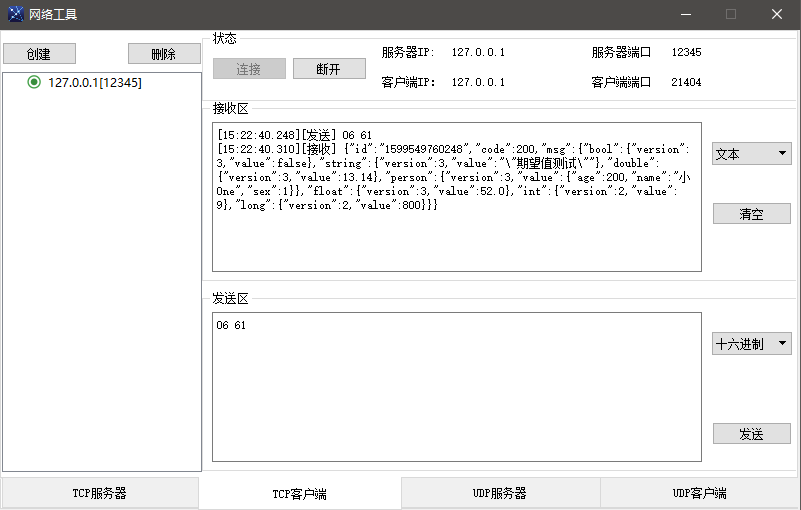 网络工具
创建
删除
127.0.0.1[12345]
状态
连接
断开
服务器IP: 127.0.0.1
服务器端口 12345
客户端IP: 127.0.0.1
客户端端口 21404
接收区
[15:22:40.248][发送] 06 61
[15:22:40.310][接收] {"id":"1599549760248","code":200,"msg":{"bool":{"version":
3,"value":false},"string":{"version":3,"value":"\"期望值测试\""},"double":
{"version":3,"value":13.14},"person":{"version":3,"value":{"age":200,"name":"小
One","sex":1}},"float":{"version":3,"value":52.0},"int":{"version":2,"value":
9},"long":{"version":2,"value":800}}}
文本
清空
发送区
06 61
十六进制
发送
TCP服务器
TCP客户端
UDP服务器
UDP客户端